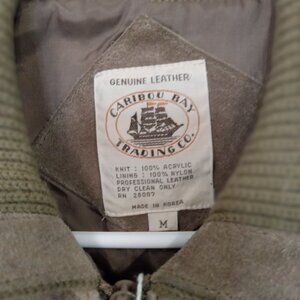 GENUINE LEATHER
CARIBOU BAY
TRADING CO.
KNIT : 100% ACRYLIC
LINING : 100% NYLON
PROFESSIONAL LEATHER
DRY CLEAN ONLY
RN 28087
MADE IN KOREA
M